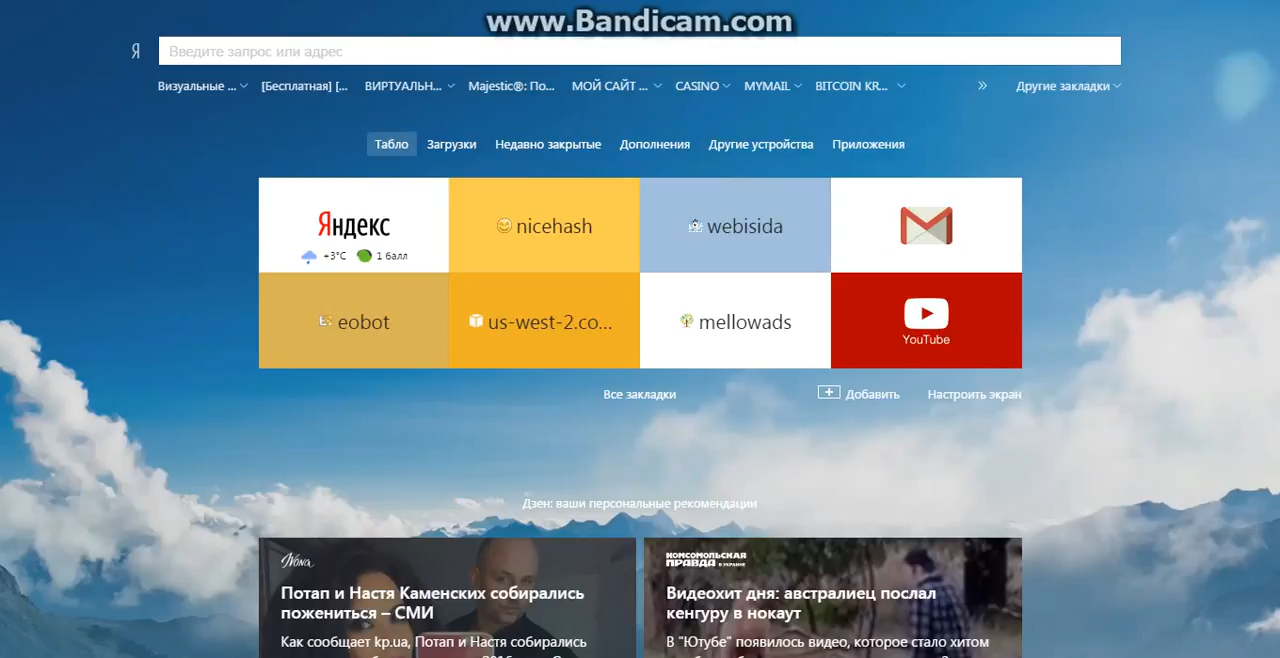 www.Bandicam.com
Я Введите запрос или адрес
Визуальные ... [Бесплатная] [... ВИРТУАЛЬН... Majestic®: По... МОЙ САЙТ ... CASINO MYMAIL BITCOIN KR... » Другие закладки
Табло Загрузки Недавно закрытые Дополнения Другие устройства Приложения
Яндекс nicehash webisida
+3°C 1 балл
eobot us-west-2.co... mellowads YouTube
Все закладки Добавить Настроить экран
Дзен: ваши персональные рекомендации
Ivona
Потап и Настя Каменских собирались
пожениться – СМИ
Как сообщает kp.ua, Потап и Настя собирались
КОМСОМОЛЬСКАЯ
ПРАВДА В УКРАИНЕ
Видеохит дня: австралиец послал
кенгуру в нокаут
В "Ютубе" появилось видео, которое стало хитом